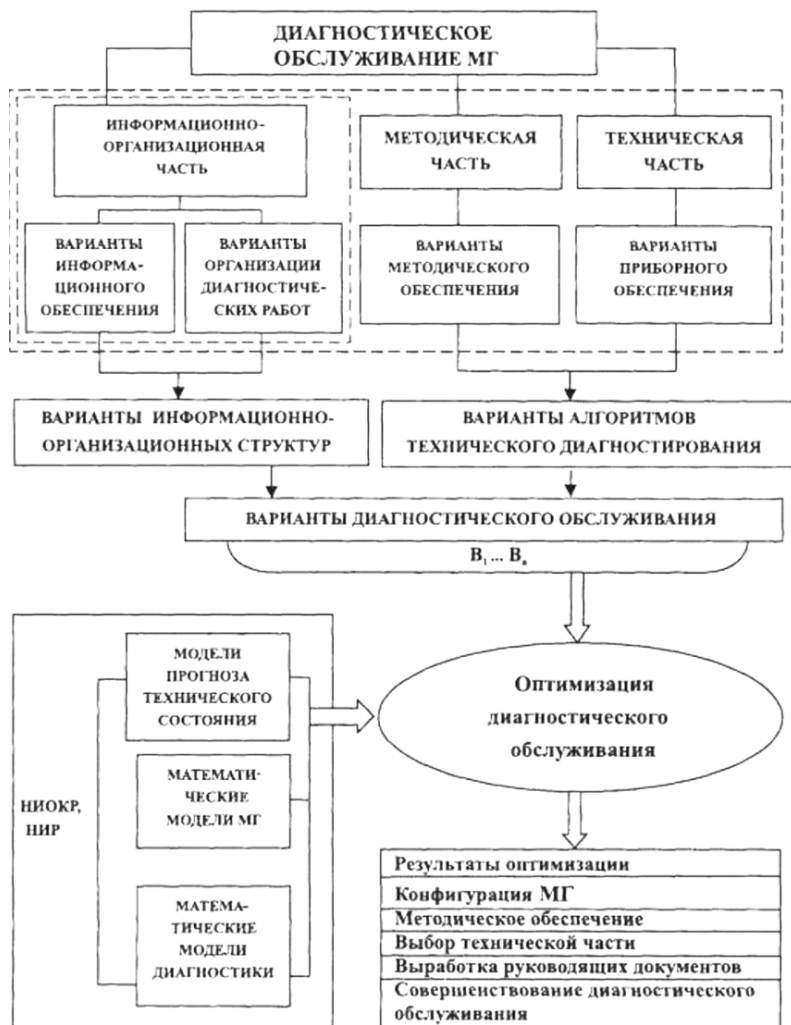 ДИАГНОСТИЧЕСКОЕ
ОБСЛУЖИВАНИЕ МГ
ИНФОРМАЦИОННО-
ОРГАНИЗАЦИОННАЯ
ЧАСТЬ
МЕТОДИЧЕСКАЯ
ЧАСТЬ
ТЕХНИЧЕСКАЯ
ЧАСТЬ
ВАРИАНТЫ
ИНФОРМА-
ЦИОННОГО
ОБЕСПЕЧЕНИЯ
ВАРИАНТЫ
ОРГАНИЗАЦИИ
ДИАГНОСТИЧЕ-
СКИХ РАБОТ
ВАРИАНТЫ
МЕТОДИЧЕСКОГО
ОБЕСПЕЧЕНИЯ
ВАРИАНТЫ
ПРИБОРНОГО
ОБЕСПЕЧЕНИЯ
ВАРИАНТЫ ИНФОРМАЦИОННО-
ОРГАНИЗАЦИОННЫХ СТРУКТУР
ВАРИАНТЫ АЛГОРИТМОВ
ТЕХНИЧЕСКОГО ДИАГНОСТИРОВАНИЯ
ВАРИАНТЫ ДИАГНОСТИЧЕСКОГО ОБСЛУЖИВАНИЯ
В₁ ... Вₙ
МОДЕЛИ
ПРОГНОЗА
ТЕХНИЧЕСКОГО
СОСТОЯНИЯ
МАТЕМАТИ-
ЧЕСКИЕ
МОДЕЛИ МГ
НИОКР,
НИР
МАТЕМА-
ТИЧЕСКИЕ
МОДЕЛИ
ДИАГНОСТИКИ
Оптимизация
диагностического
обслуживания
Результаты оптимизации
Конфигурация МГ
Методическое обеспечение
Выбор технической части
Выработка руководящих документов
Совершенствование диагностического
обслуживания